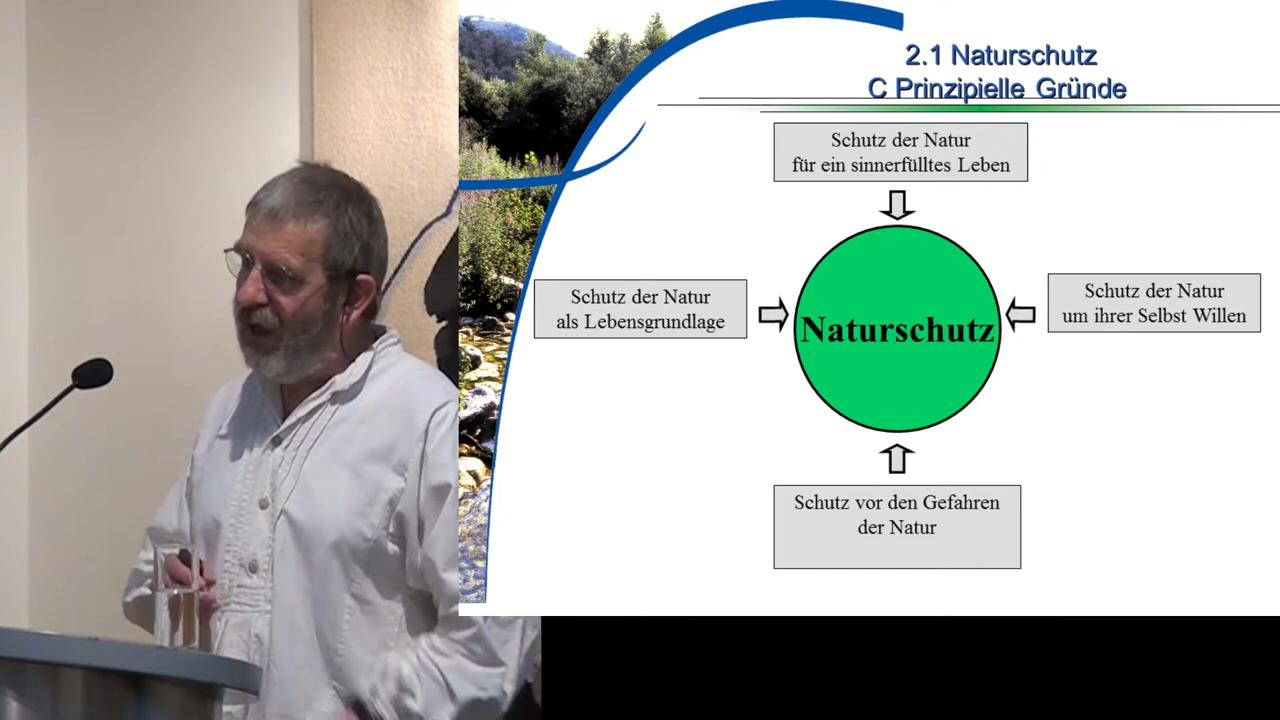 2.1 Naturschutz
C Prinzipielle Gründe
Schutz der Natur
für ein sinnerfülltes Leben
Schutz der Natur
als Lebensgrundlage
Naturschutz
Schutz der Natur
um ihrer Selbst Willen
Schutz vor den Gefahren
der Natur